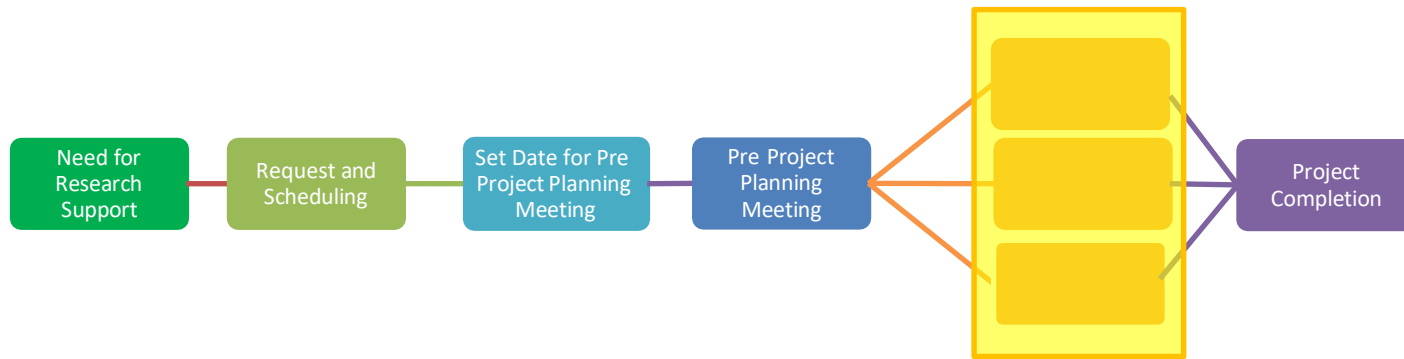 Need for
Research
Support
Request and
Scheduling
Set Date for Pre
Project Planning
Meeting
Pre Project
Planning
Meeting
Project
Completion